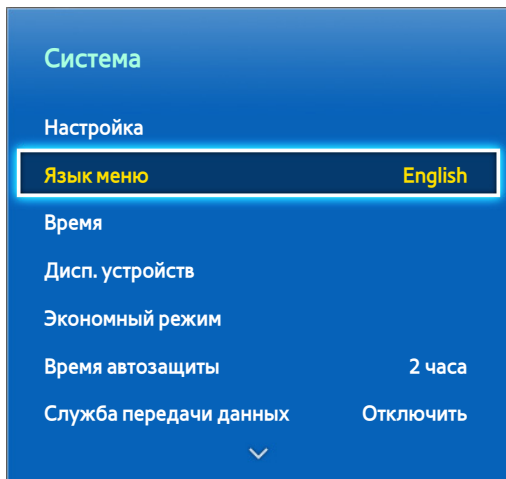 Система
Настройка
Язык меню English
Время
Дисп. устройств
Экономный режим
Время автозащиты 2 часа
Служба передачи данных Отключить